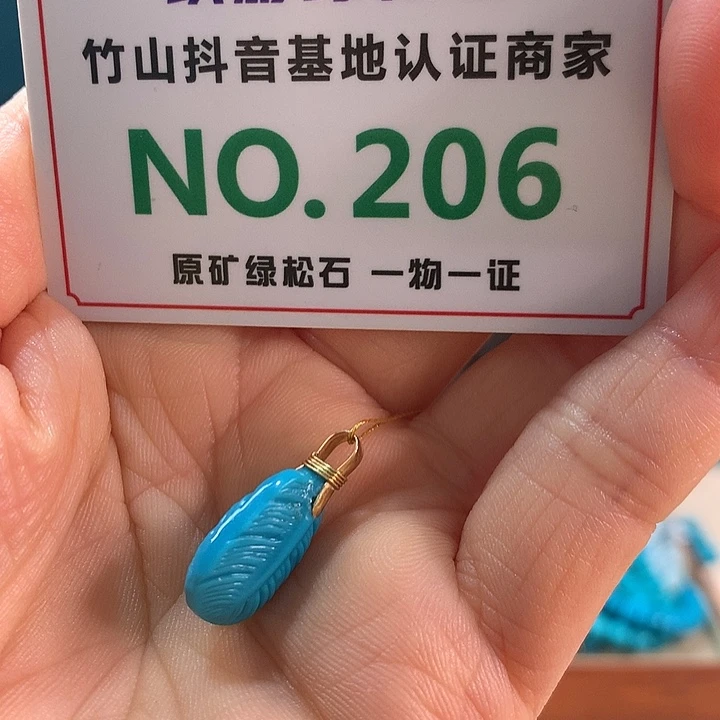 竹山抖音基地认证商家
NO. 206
原矿绿松石 一物一证